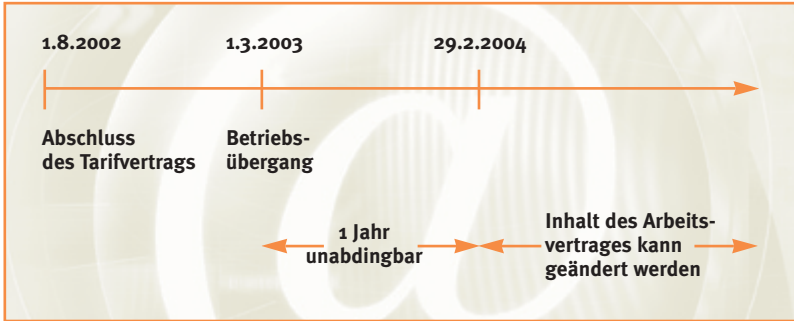 1.8.2002 1.3.2003 29.2.2004
Abschluss
des Tarifvertrags
Betriebs-
übergang
1 Jahr
unabdingbar
Inhalt des Arbeits-
vertrages kann
geändert werden